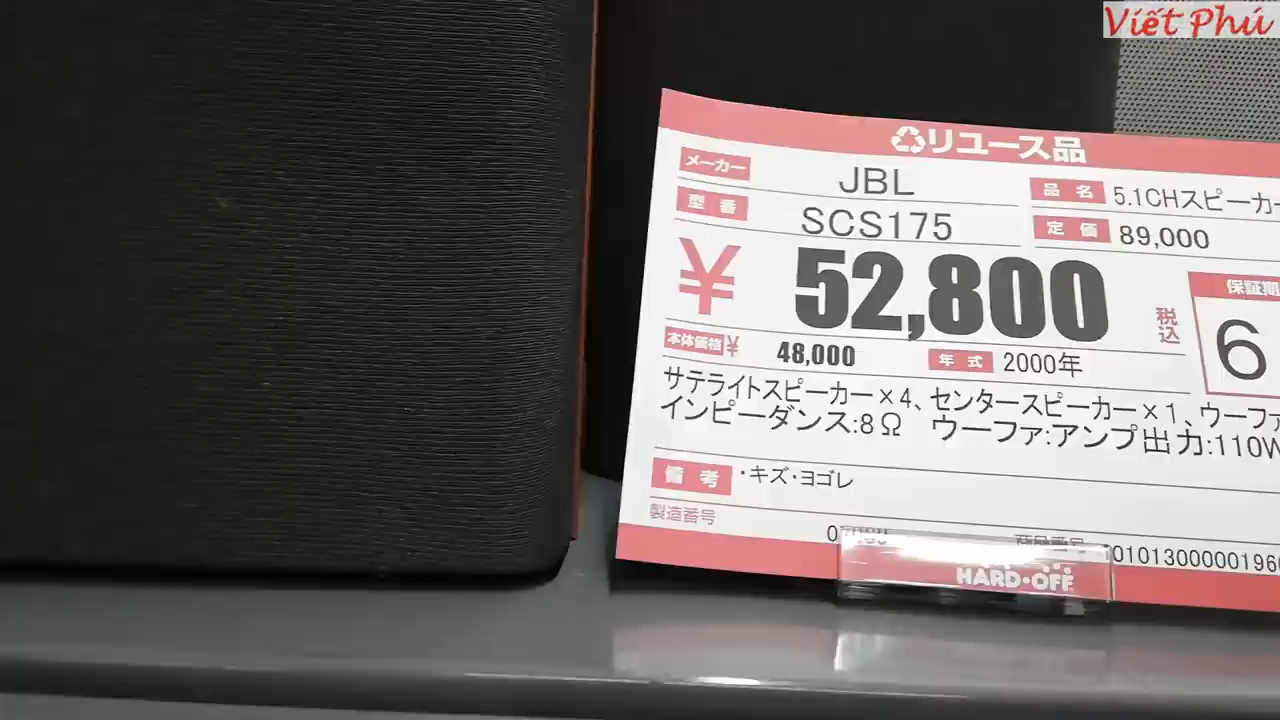 Viết Phú
リユース品
メーカー JBL 品名 5.1CHスピーカー
型番 SCS175 定価 89,000
¥ 52,800 税込
保証期
6
本体価格 ¥ 48,000 年式 2000年
サテライトスピーカー×4、センタースピーカー×1、ウーファ
インピーダンス:8Ω ウーファ:アンプ出力:110W
備考 ・キズ・ヨゴレ
製造番号
商品番号
HARD・OFF